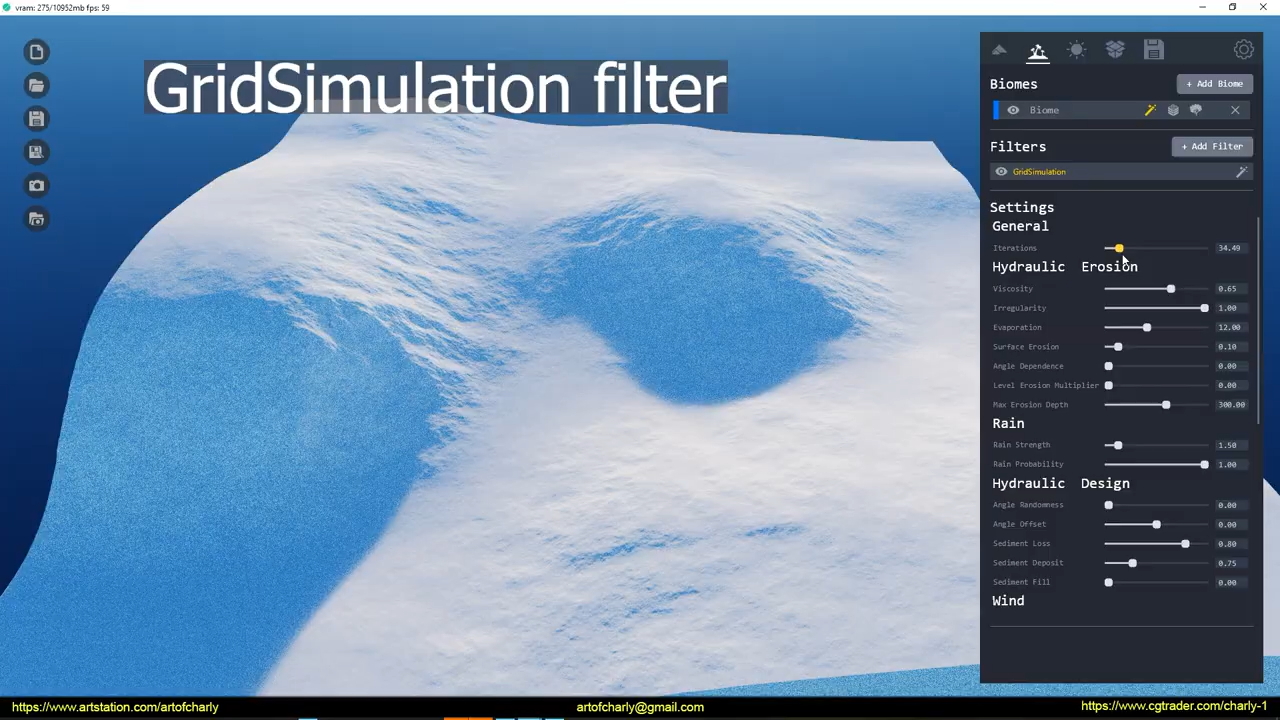 vram: 275/10952mb fps: 59
GridSimulation filter
Biomes
+ Add Biome
Biome
Filters
+ Add Filter
GridSimulation
Settings
General
Iterations 34.49
Hydraulic Erosion
Viscosity 0.65
Irregularity 1.00
Evaporation 12.00
Surface Erosion 0.10
Angle Dependence 0.00
Level Erosion Multiplier 0.00
Max Erosion Depth 300.00
Rain
Rain Strength 1.50
Rain Probability 1.00
Hydraulic Design
Angle Randomness 0.00
Angle Offset 0.00
Sediment Loss 0.80
Sediment Deposit 0.75
Sediment Fill 0.00
Wind
https://www.artstation.com/artofcharly
artofcharly@gmail.com
https://www.cgtrader.com/charly-1